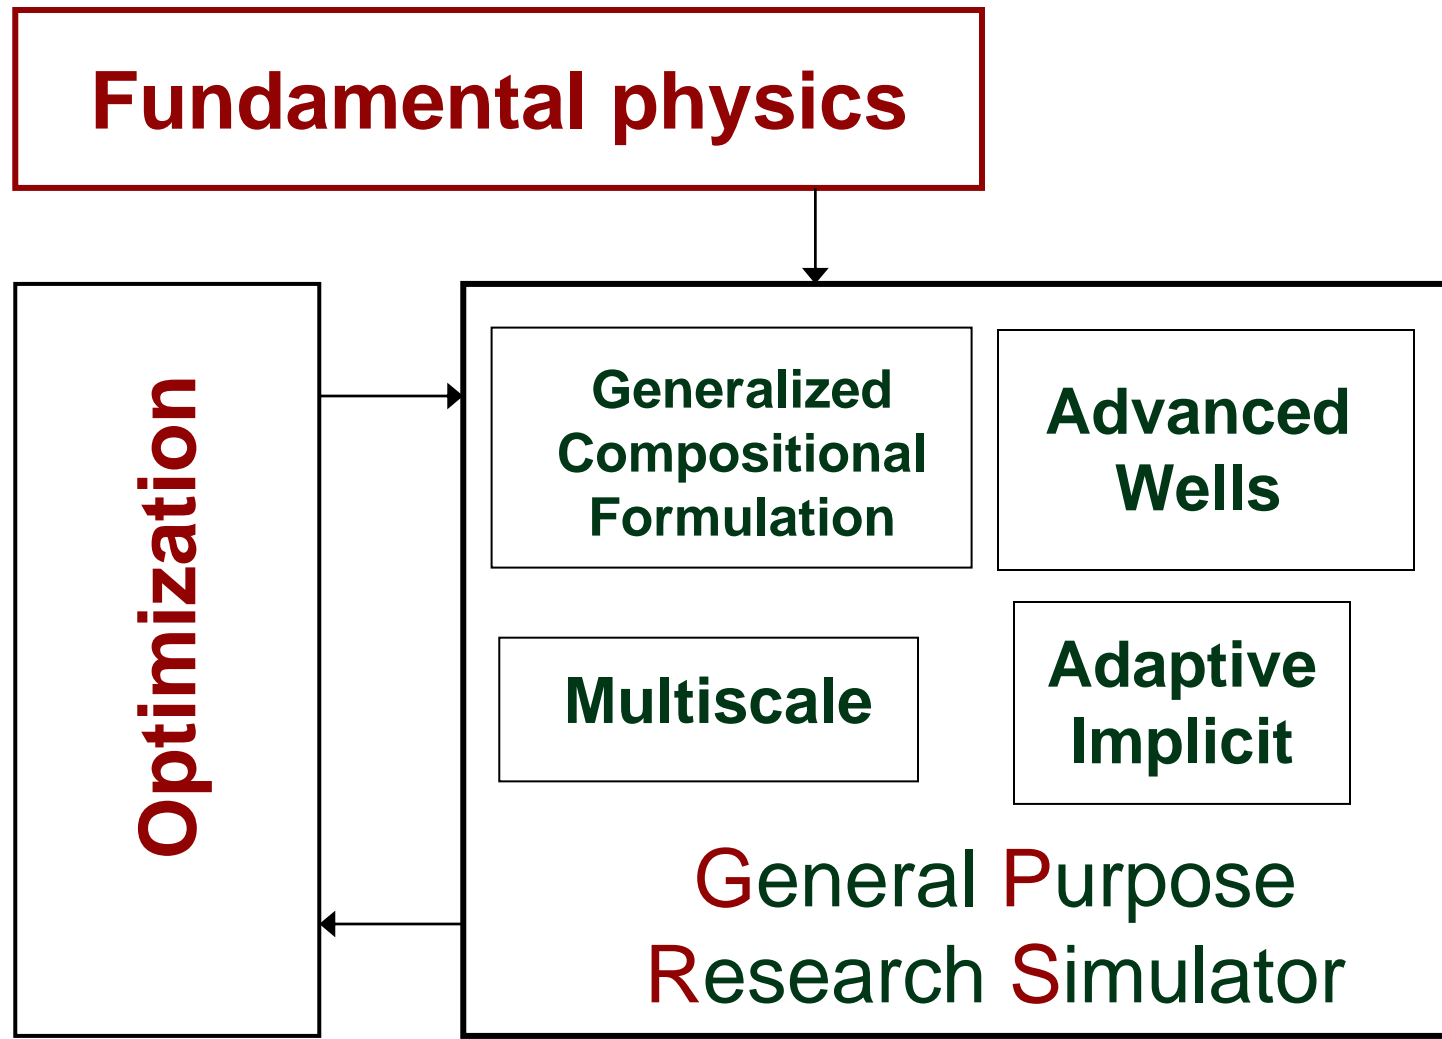 Fundamental physics
Optimization
Generalized
Compositional
Formulation
Advanced
Wells
Multiscale
Adaptive
Implicit
General Purpose
Research Simulator